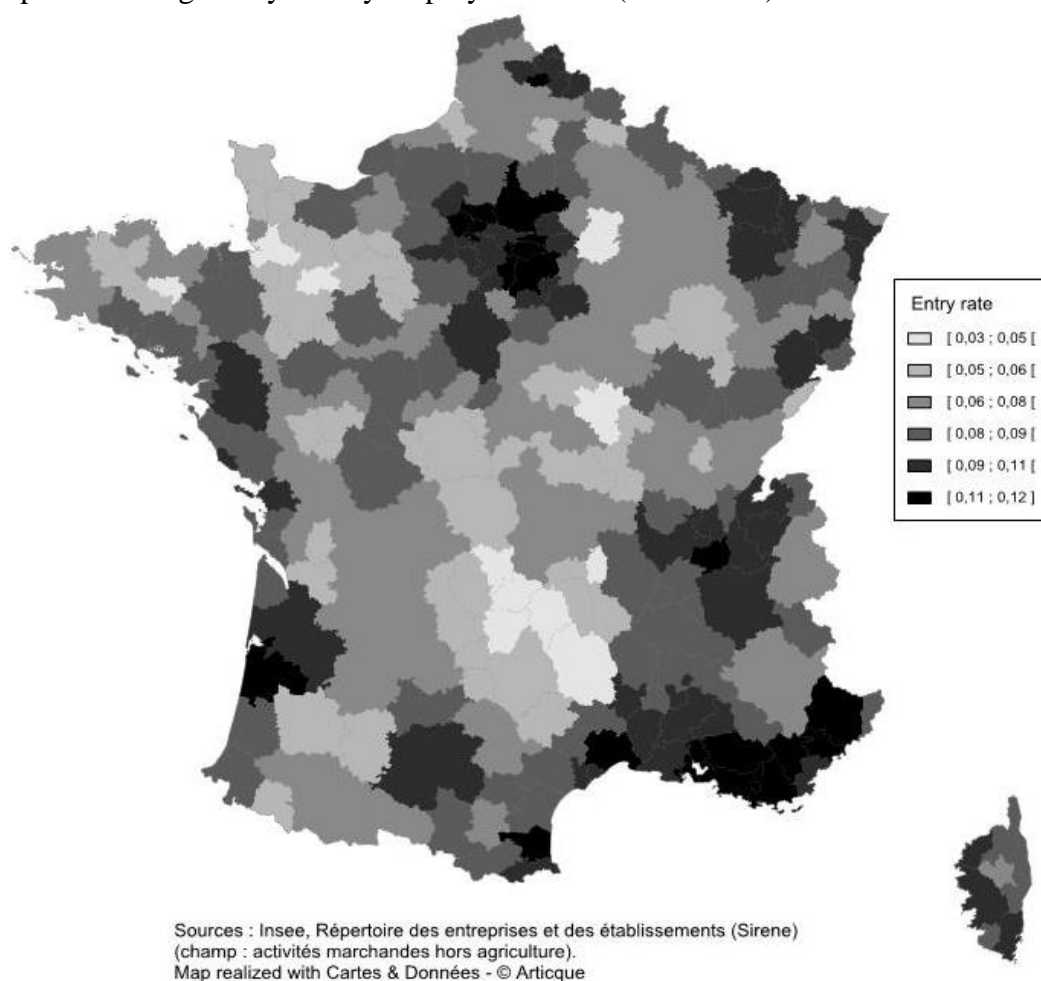 Entry rate
[ 0,03 ; 0,05 [
[ 0,05 ; 0,06 [
[ 0,06 ; 0,08 [
[ 0,08 ; 0,09 [
[ 0,09 ; 0,11 [
[ 0,11 ; 0,12 ]
Sources : Insee, Répertoire des entreprises et des établissements (Sirene)
(champ : activités marchandes hors agriculture).
Map realized with Cartes & Données - © Articque